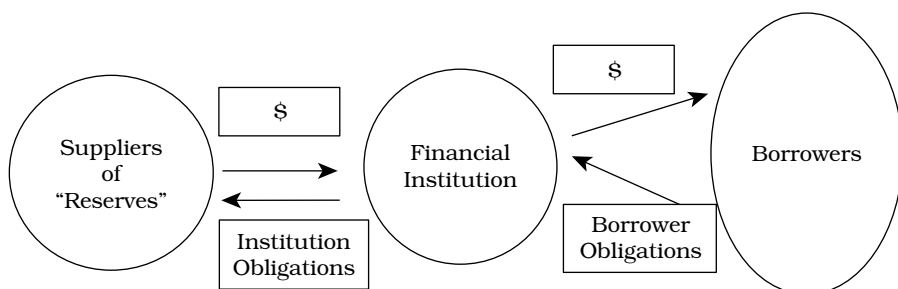 $
$
Suppliers
of
“Reserves”
Financial
Institution
Borrowers
Institution
Obligations
Borrower
Obligations